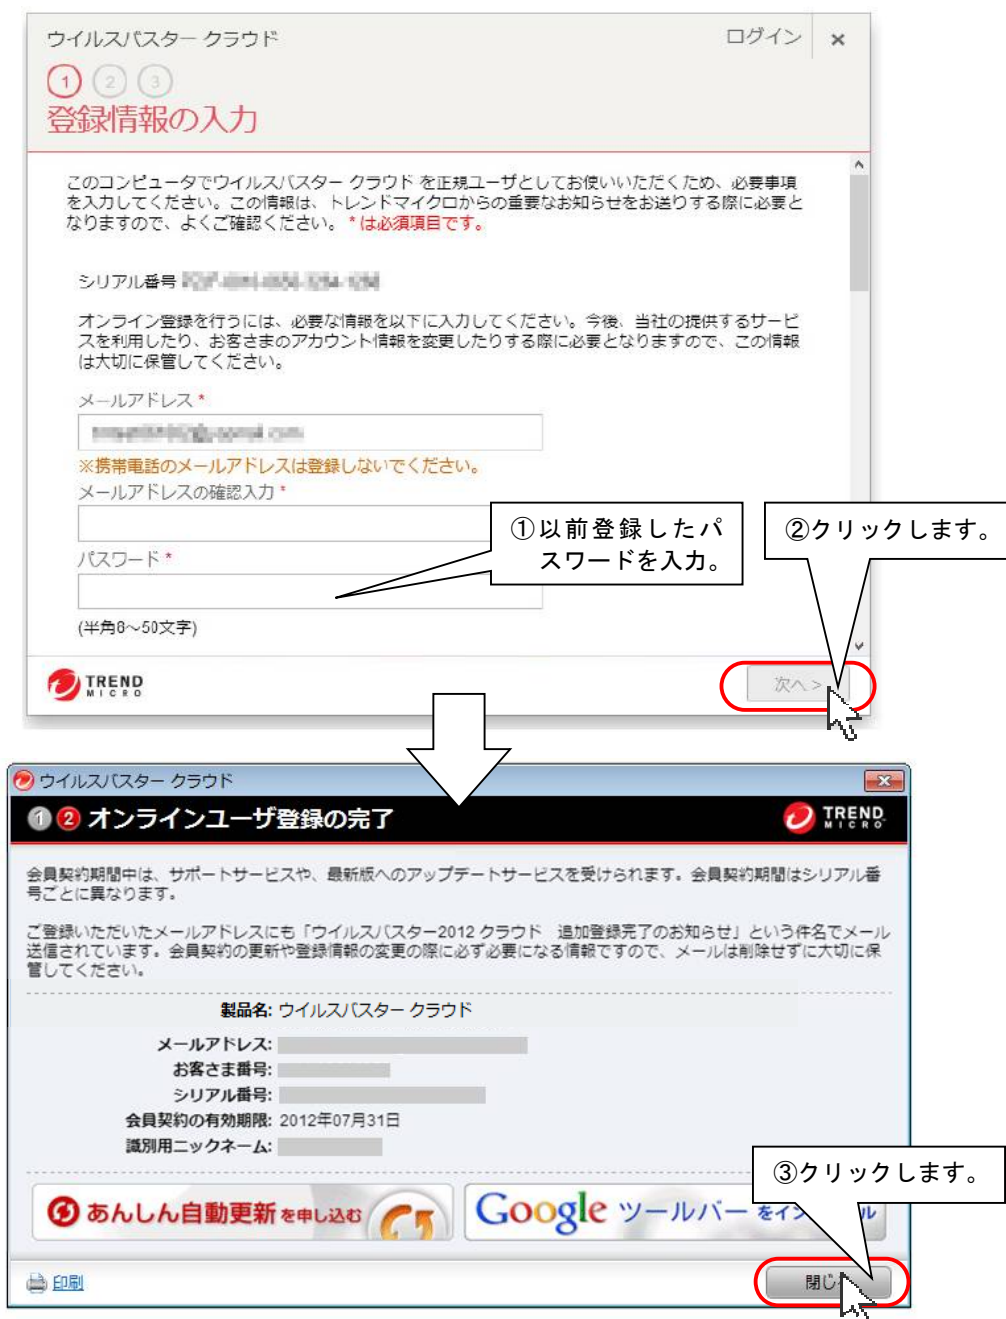 ウイルスバスター クラウド
ログイン ×
1 2 3
登録情報の入力
このコンピュータでウイルスバスター クラウド を正規ユーザとしてお使いいただくため、必要事項
を入力してください。この情報は、トレンドマイクロからの重要なお知らせをお送りする際に必要と
なりますので、よくご確認ください。 * は必須項目です。
シリアル番号
オンライン登録を行うには、必要な情報を以下に入力してください。今後、当社の提供するサービ
スを利用したり、お客さまのアカウント情報を変更したりする際に必要となりますので、この情報
は大切に保管してください。
メールアドレス *
※携帯電話のメールアドレスは登録しないでください。
メールアドレスの確認入力 *
①以前登録したパ
スワードを入力。
②クリックします。
パスワード *
(半角8～50文字)
TREND
MICRO
次へ >
ウイルスバスター クラウド
1 2 オンラインユーザ登録の完了
TREND
MICRO
会員契約期間中は、サポートサービスや、最新版へのアップデートサービスを受けられます。会員契約期間はシリアル番
号ごとに異なります。
ご登録いただいたメールアドレスにも「ウイルスバスター2012 クラウド 追加登録完了のお知らせ」という件名でメール
送信されています。会員契約の更新や登録情報の変更の際に必ず必要になる情報ですので、メールは削除せずに大切に保
管してください。
製品名: ウイルスバスター クラウド
メールアドレス:
お客さま番号:
シリアル番号:
会員契約の有効期限: 2012年07月31日
識別用ニックネーム:
③クリックします。
あんしん自動更新 を申し込む
Google ツールバー をイン
ル
印刷
閉じ